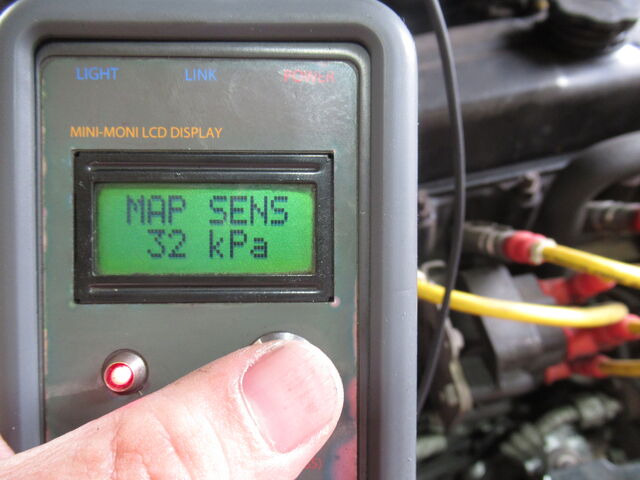 LIGHT LINK POWER
MINI-MONI LCD DISPLAY
MAP SENS
32 kPa